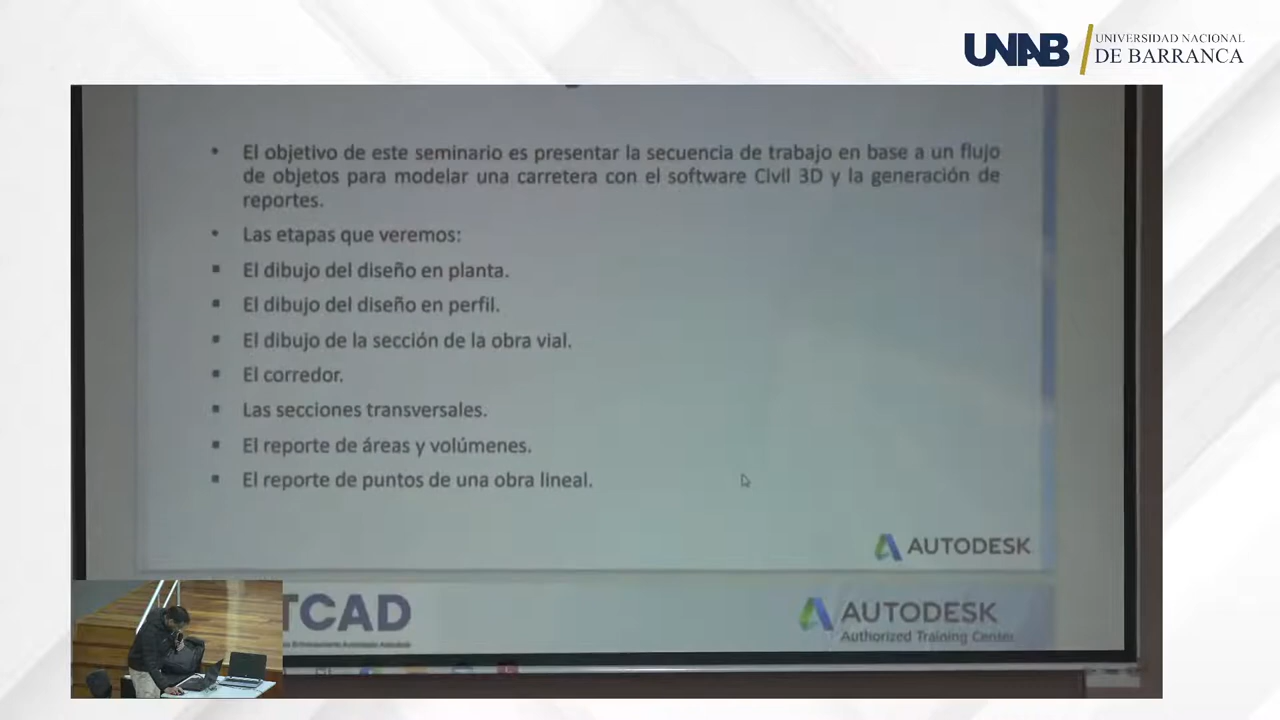 UNAB
UNIVERSIDAD NACIONAL
DE BARRANCA
• El objetivo de este seminario es presentar la secuencia de trabajo en base a un flujo
de objetos para modelar una carretera con el software Civil 3D y la generación de
reportes.
• Las etapas que veremos:
▪ El dibujo del diseño en planta.
▪ El dibujo del diseño en perfil.
▪ El dibujo de la sección de la obra vial.
▪ El corredor.
▪ Las secciones transversales.
▪ El reporte de áreas y volúmenes.
▪ El reporte de puntos de una obra lineal.
AUTODESK
TCAD
AUTODESK
Authorized Training Center